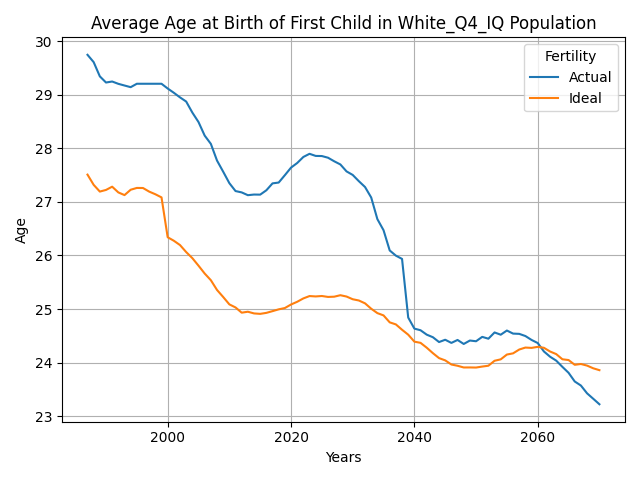 Average Age at Birth of First Child in White_Q4_IQ Population
Fertility
Actual
Ideal
Age
30
29
28
27
26
25
24
23
2000
2020
2040
2060
Years